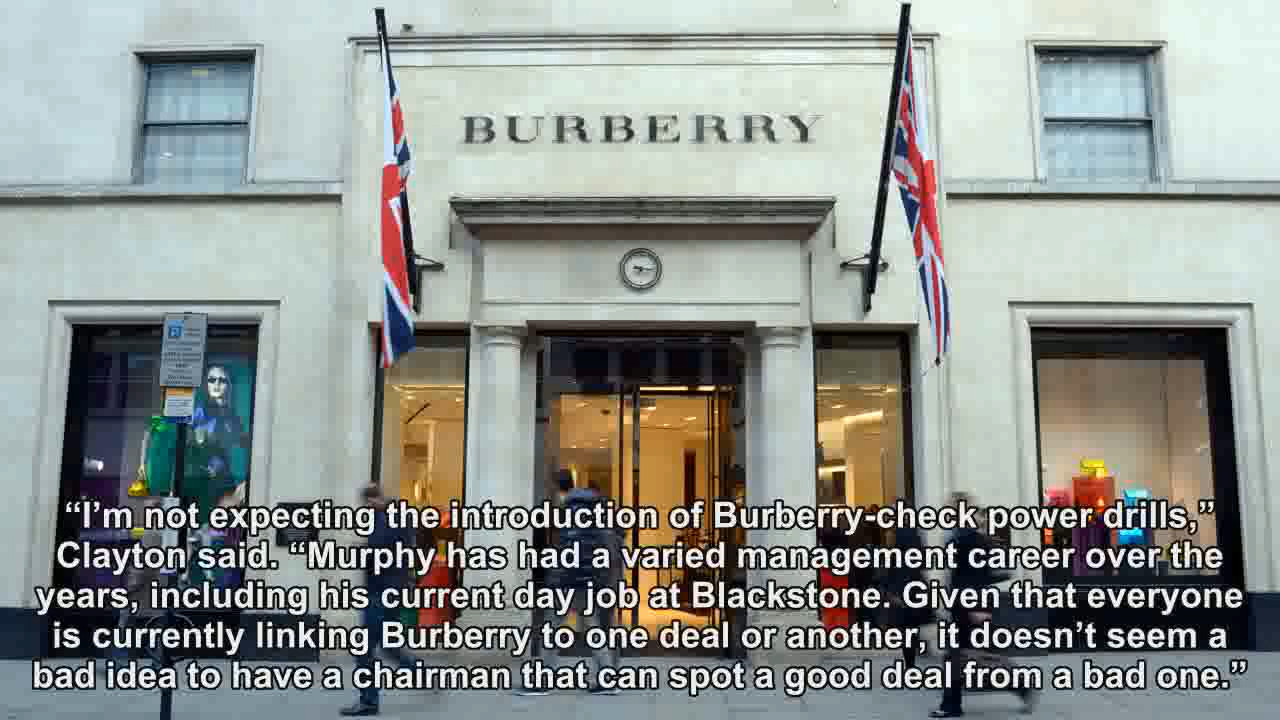 BURBERRY
“I’m not expecting the introduction of Burberry-check power drills,”
Clayton said. “Murphy has had a varied management career over the
years, including his current day job at Blackstone. Given that everyone
is currently linking Burberry to one deal or another, it doesn’t seem a
bad idea to have a chairman that can spot a good deal from a bad one.”